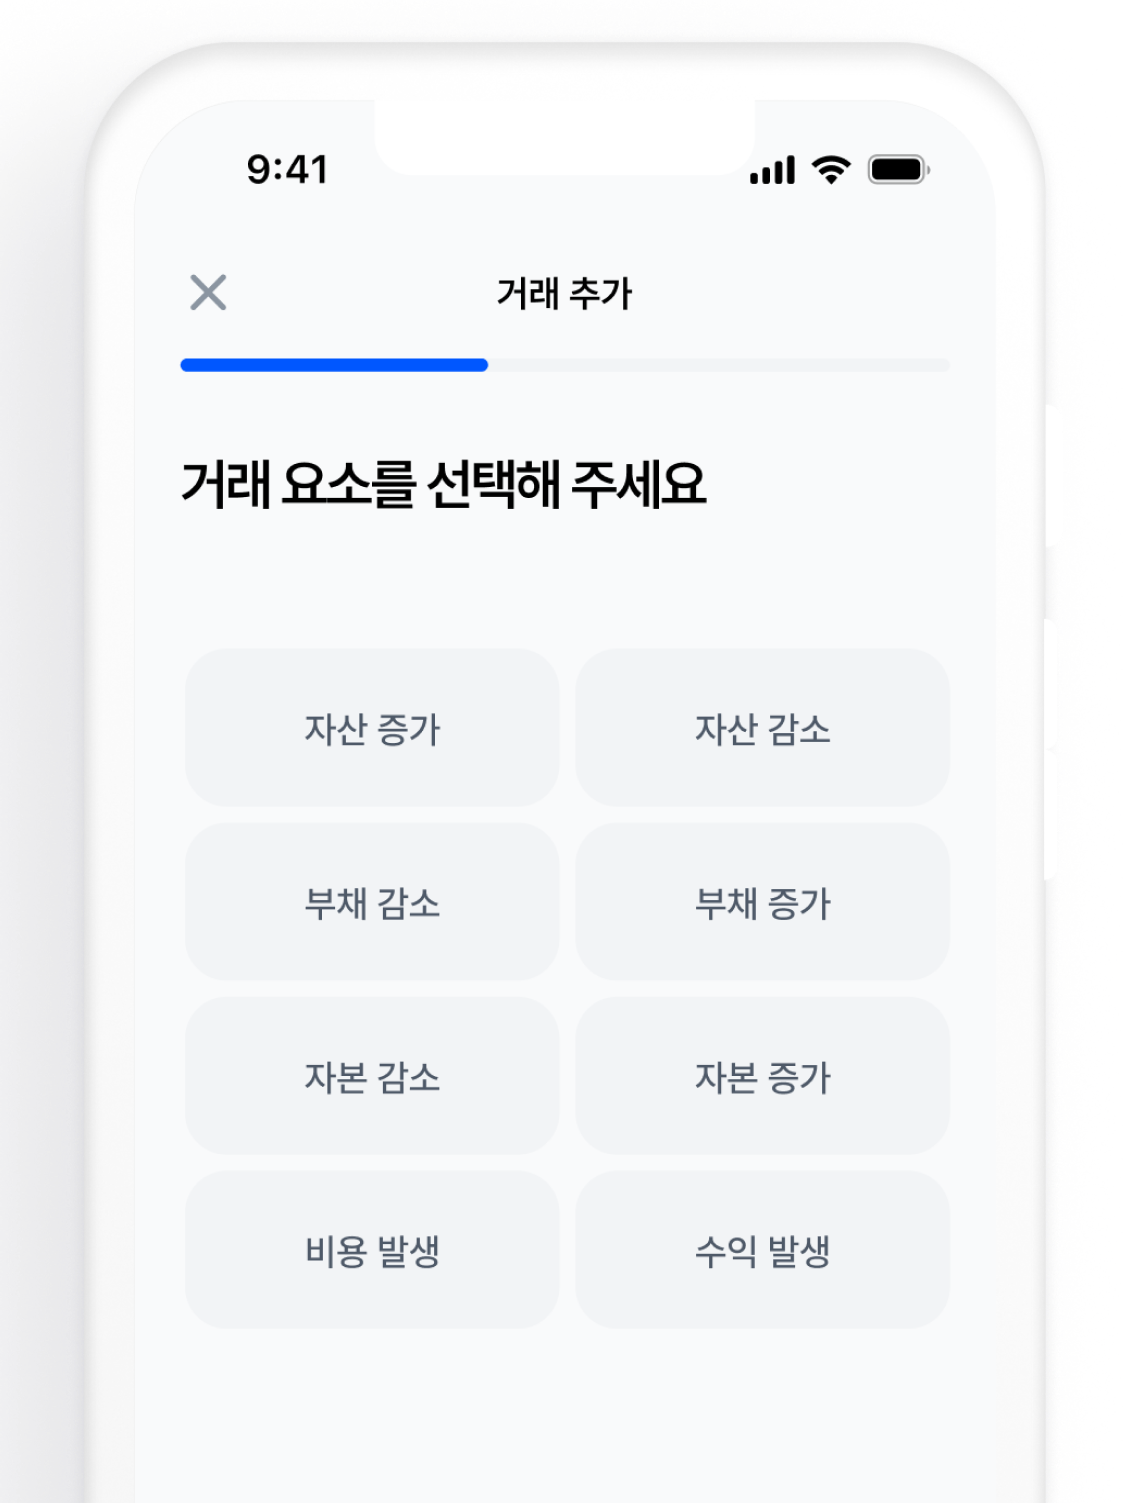 9:41
거래 추가
거래 요소를 선택해 주세요
자산 증가 자산 감소
부채 감소 부채 증가
자본 감소 자본 증가
비용 발생 수익 발생